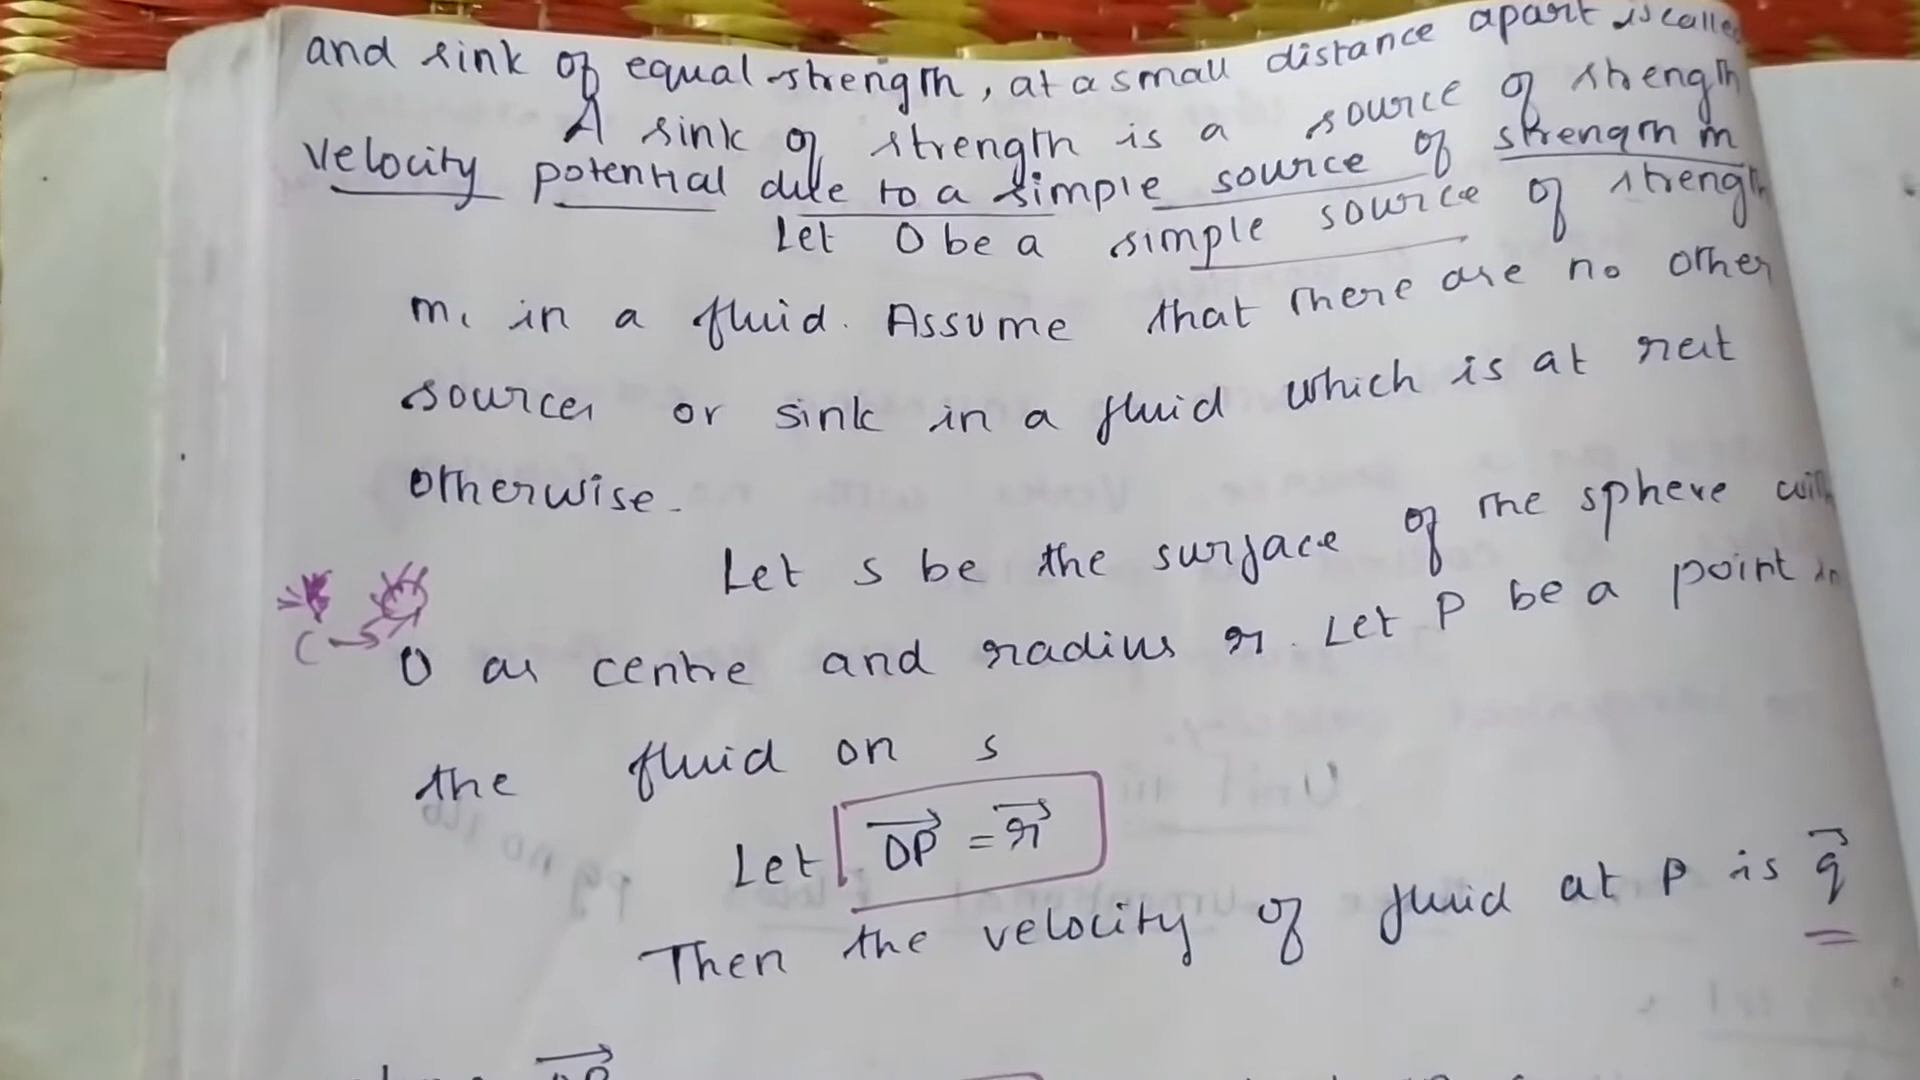 and sink of equal strength, at a small distance apart is calle
A sink of strength is a source of strength
Velocity potential due to a simple source of strength m
Let O be a simple source of strengt
m, in a fluid. Assume that there are no other
sources or sink in a fluid which is at rest
otherwise.
Let s be the surface of the sphere with
O as centre and radius r. Let P be a point in
the fluid on s
Let OP = r
Then the velocity of fluid at P is q